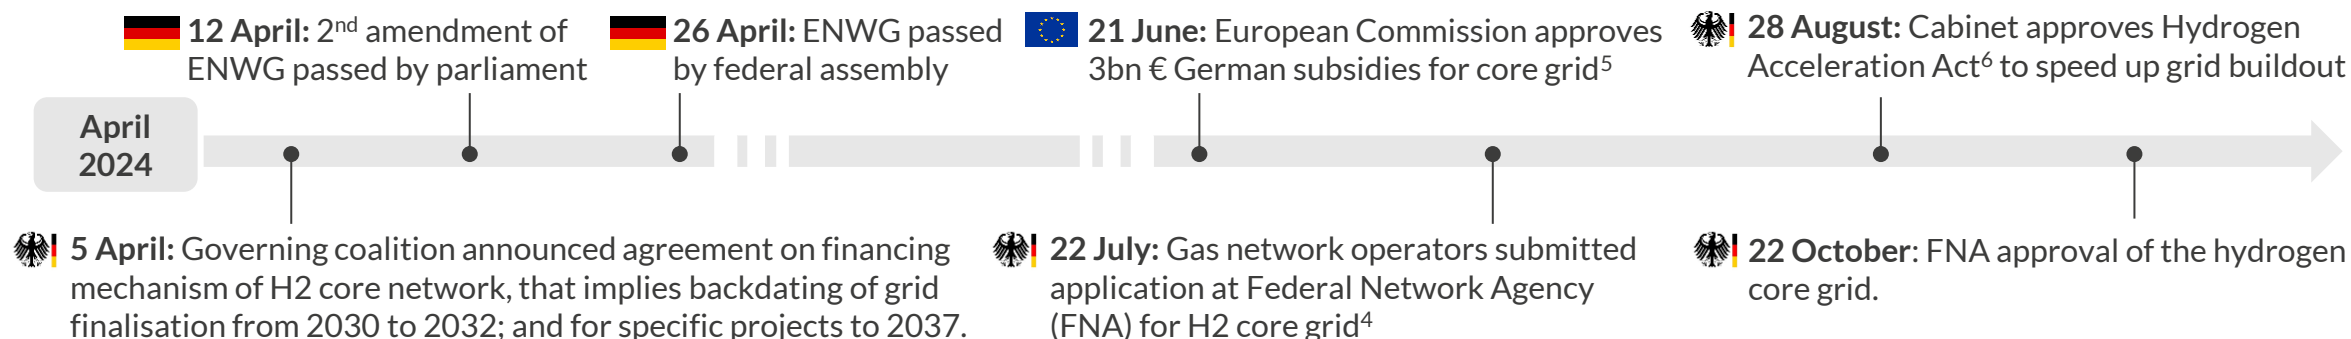 12 April: 2nd amendment of
ENWG passed by parliament
26 April: ENWG passed
by federal assembly
21 June: European Commission approves
3bn € German subsidies for core grid5
28 August: Cabinet approves Hydrogen
Acceleration Act6 to speed up grid buildout
April
2024
5 April: Governing coalition announced agreement on financing
mechanism of H2 core network, that implies backdating of grid
finalisation from 2030 to 2032; and for specific projects to 2037.
22 July: Gas network operators submitted
application at Federal Network Agency
(FNA) for H2 core grid4
22 October: FNA approval of the hydrogen
core grid.